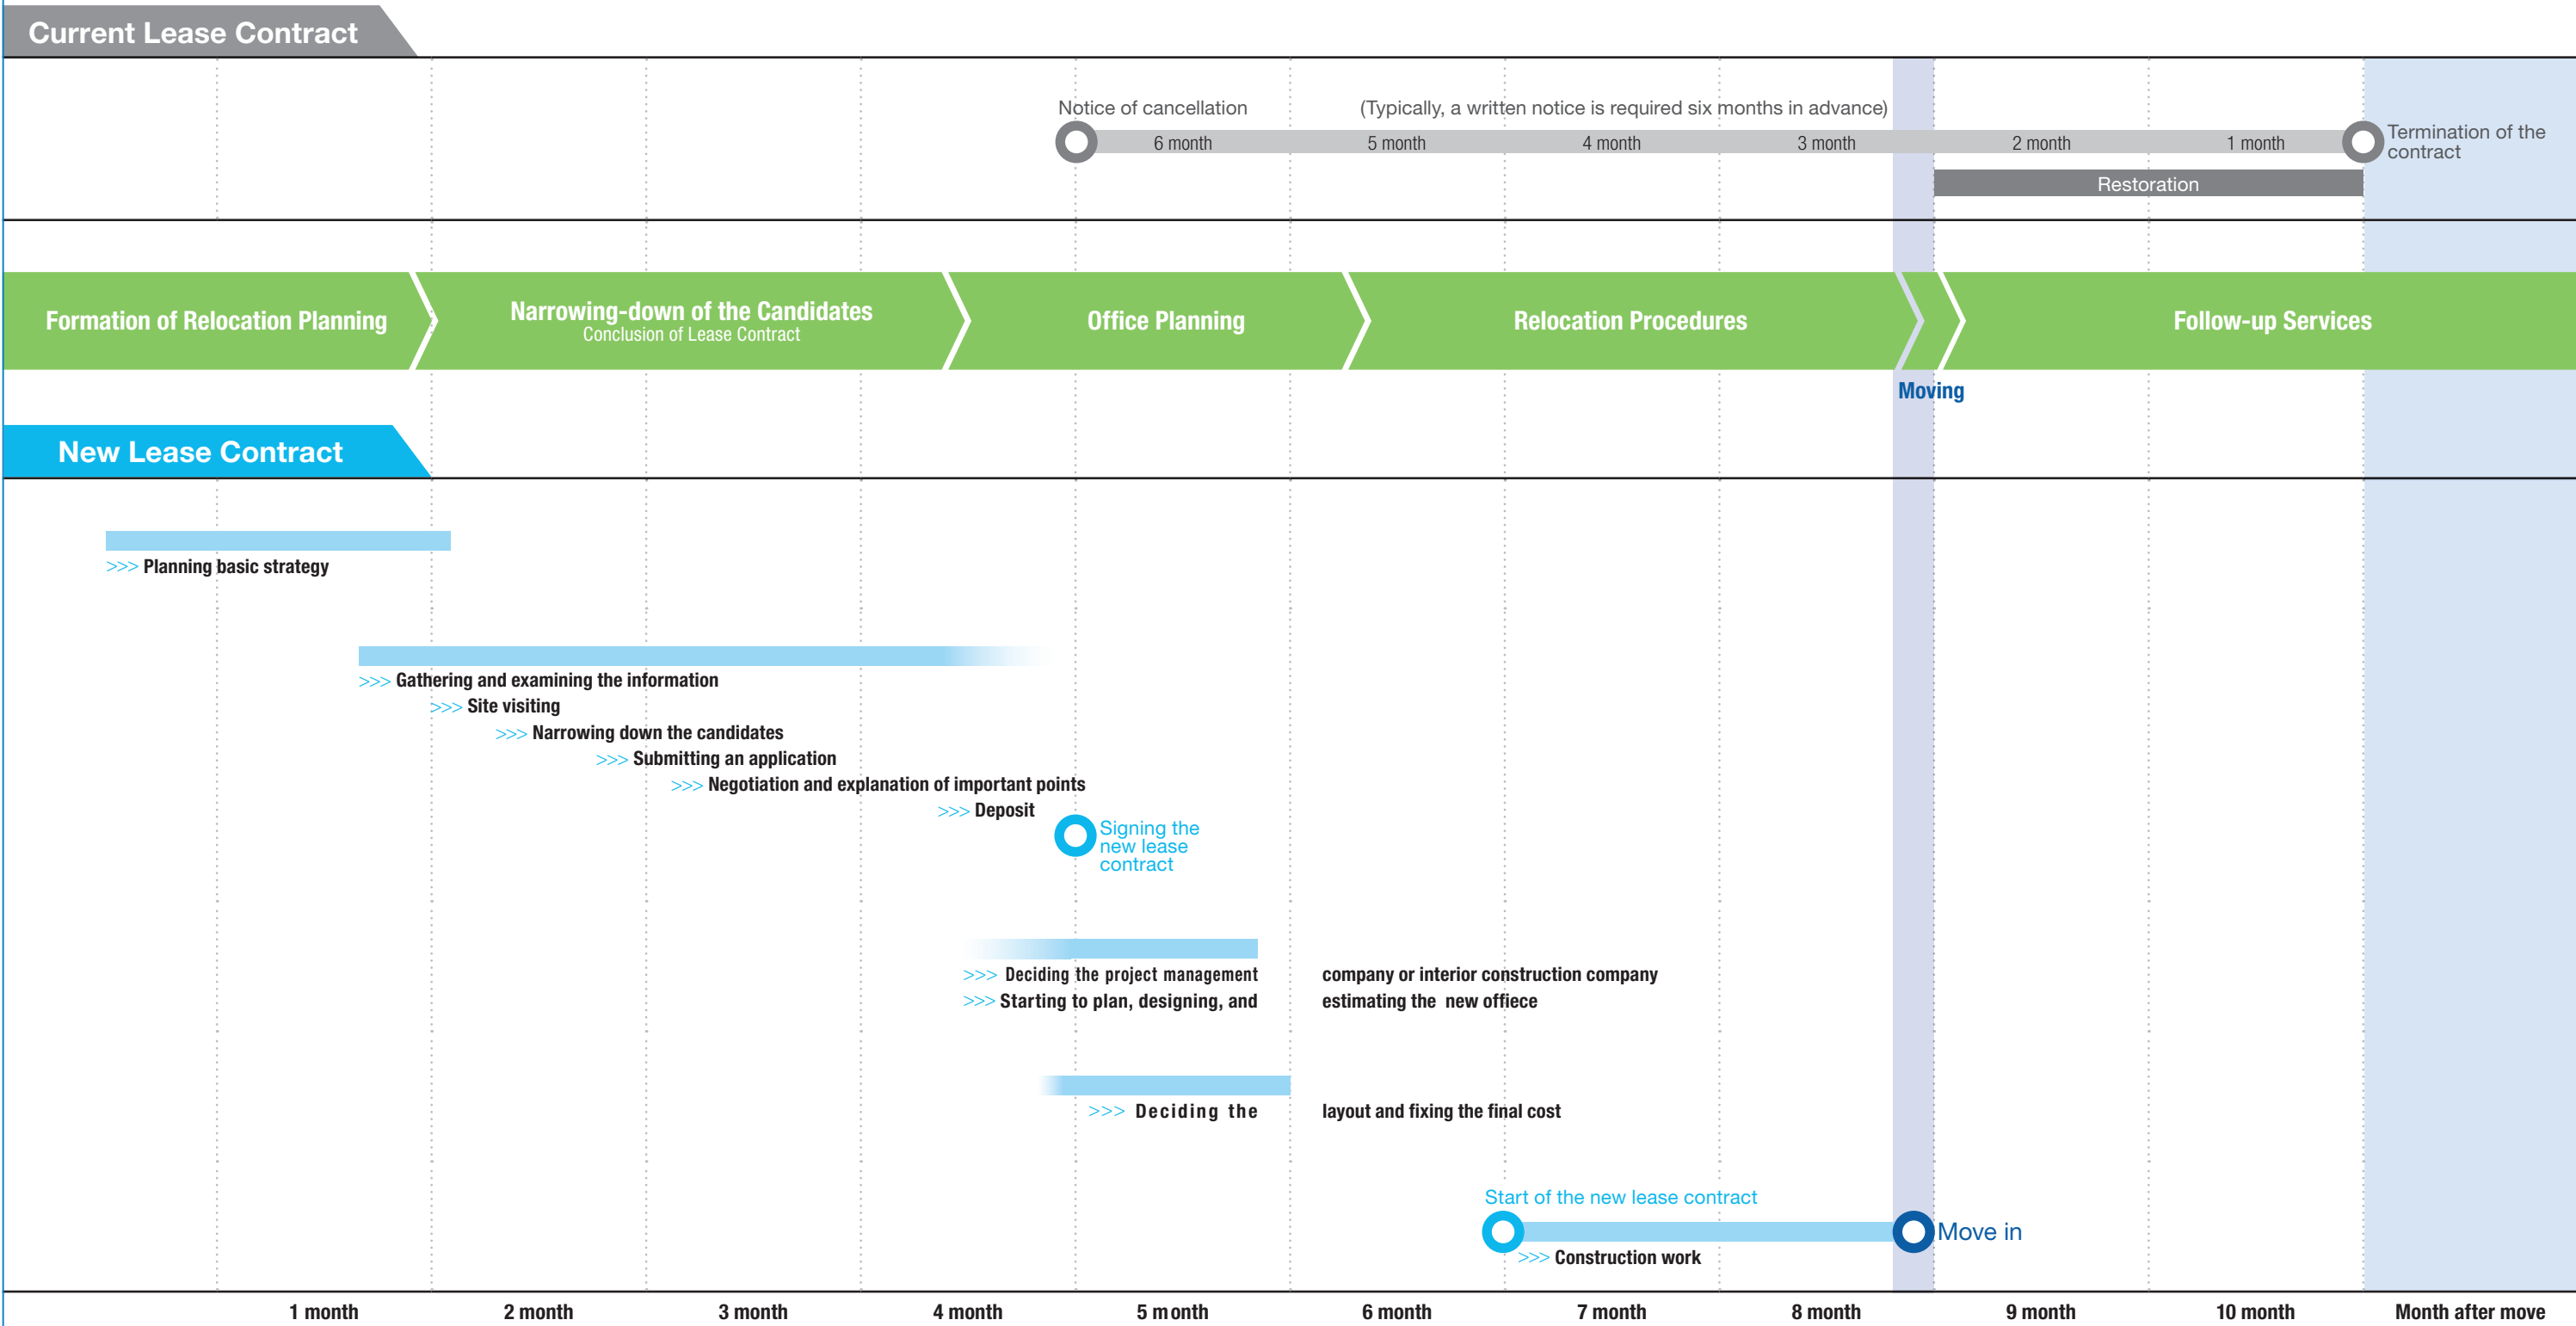 Current Lease Contract
Notice of cancellation (Typically, a written notice is required six months in advance)
6 month 5 month 4 month 3 month 2 month 1 month
Termination of the
contract
Restoration
Formation of Relocation Planning
Narrowing-down of the Candidates
Conclusion of Lease Contract
Office Planning
Relocation Procedures
Follow-up Services
Moving
New Lease Contract
>>> Planning basic strategy
>>> Gathering and examining the information
>>> Site visiting
>>> Narrowing down the candidates
>>> Submitting an application
>>> Negotiation and explanation of important points
>>> Deposit
Signing the
new lease
contract
>>> Deciding the project management company or interior construction company
>>> Starting to plan, designing, and estimating the new offiece
>>> Deciding the layout and fixing the final cost
Start of the new lease contract
Move in
>>> Construction work
1 month 2 month 3 month 4 month 5 month 6 month 7 month 8 month 9 month 10 month Month after move